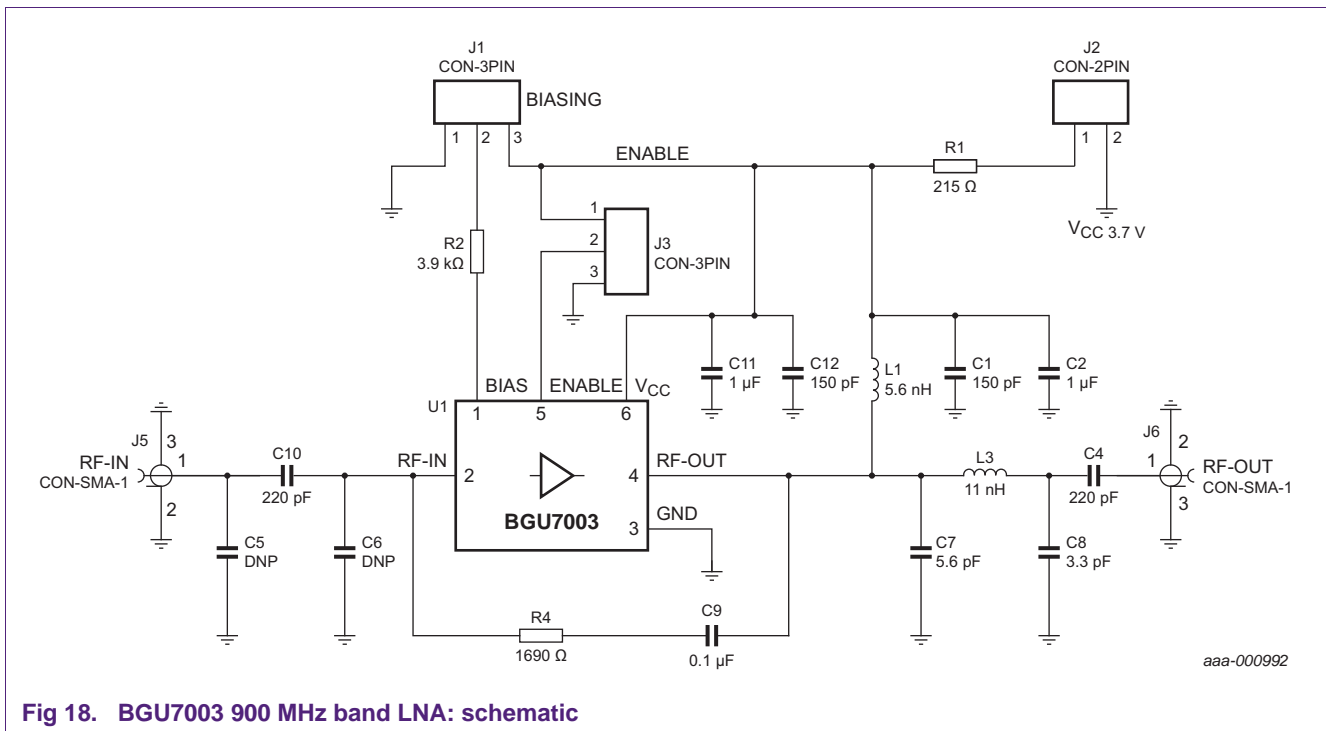 J1
CON-3PIN
BIASING
1 2 3
J2
CON-2PIN
1 2
ENABLE
R1
215 Ω
VCC 3.7 V
R2
3.9 kΩ
1
2
3
J3
CON-3PIN
C11
1 μF
C12
150 pF
L1
5.6 nH
C1
150 pF
C2
1 μF
U1
BIAS ENABLE VCC
1 5 6
J5
3
1
2
RF-IN
CON-SMA-1
C10
220 pF
RF-IN
2
BGU7003
4
RF-OUT
3
GND
L3
11 nH
C4
220 pF
J6
2
1
3
RF-OUT
CON-SMA-1
C5
DNP
C6
DNP
C7
5.6 pF
C8
3.3 pF
R4
1690 Ω
C9
0.1 μF
aaa-000992
Fig 18. BGU7003 900 MHz band LNA: schematic